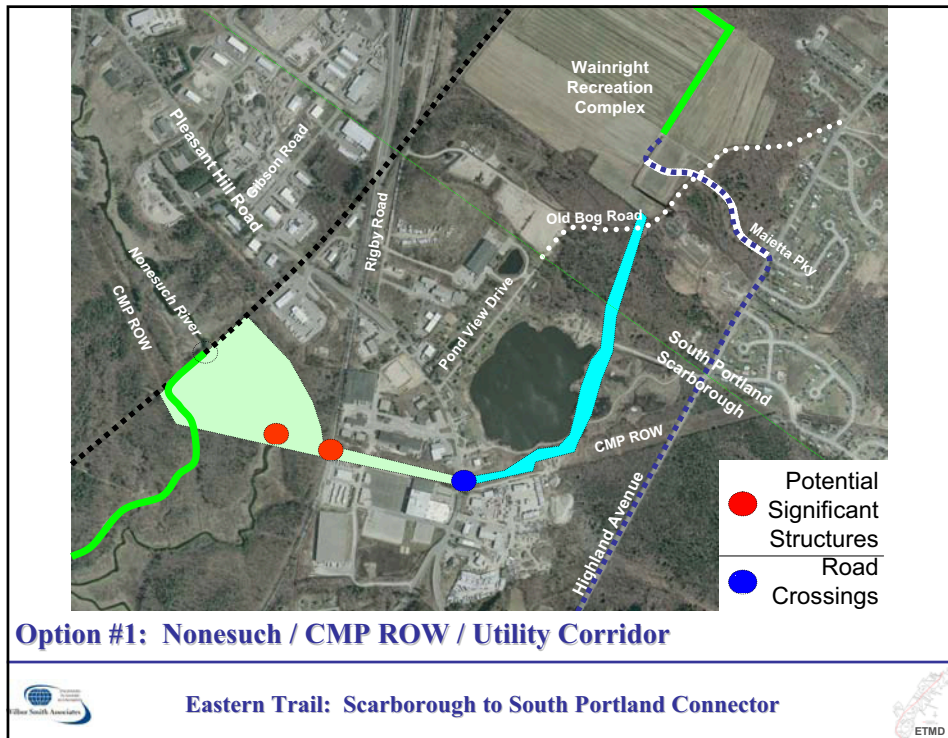 Wainright
Recreation
Complex
Pleasant Hill Road
Gibson Road
Rigby Road
Old Bog Road
Maietta Pky
Nonesuch River
CMP ROW
Pond View Drive
South Portland
Scarborough
CMP ROW
Highland Avenue
Potential
Significant
Structures
Road
Crossings
Option #1: Nonesuch / CMP ROW / Utility Corridor
Wilbur Smith Associates
Eastern Trail: Scarborough to South Portland Connector
ETMD